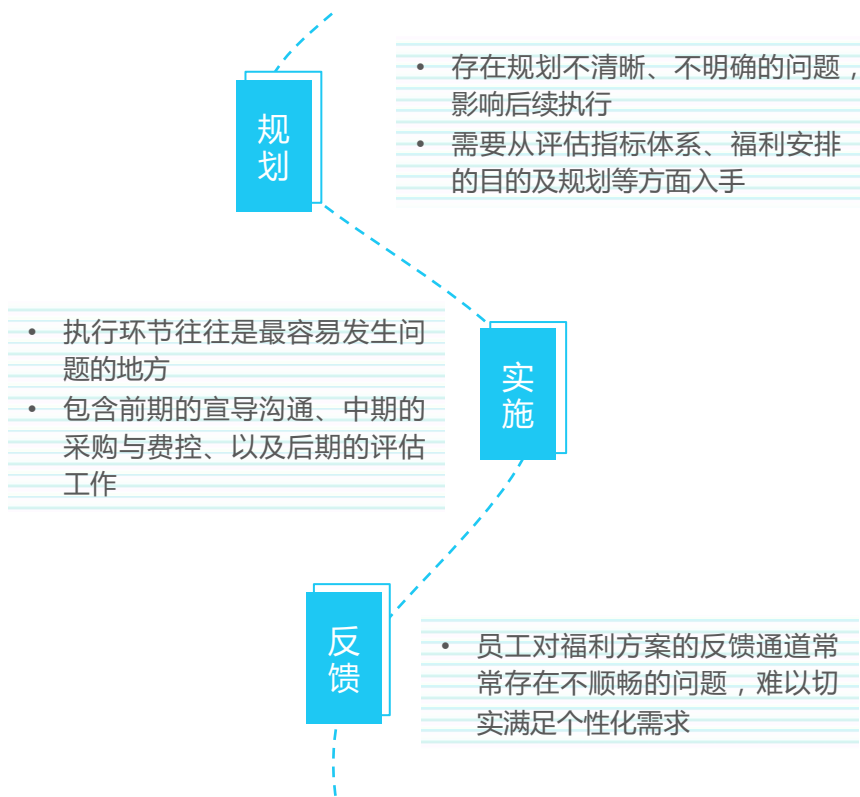 规
划
• 存在规划不清晰、不明确的问题，
影响后续执行
• 需要从评估指标体系、福利安排
的目的及规划等方面入手
• 执行环节往往是最容易发生问
题的地方
• 包含前期的宣导沟通、中期的
采购与费控、以及后期的评估
工作
实
施
反
馈
• 员工对福利方案的反馈通道常
常存在不顺畅的问题，难以切
实满足个性化需求